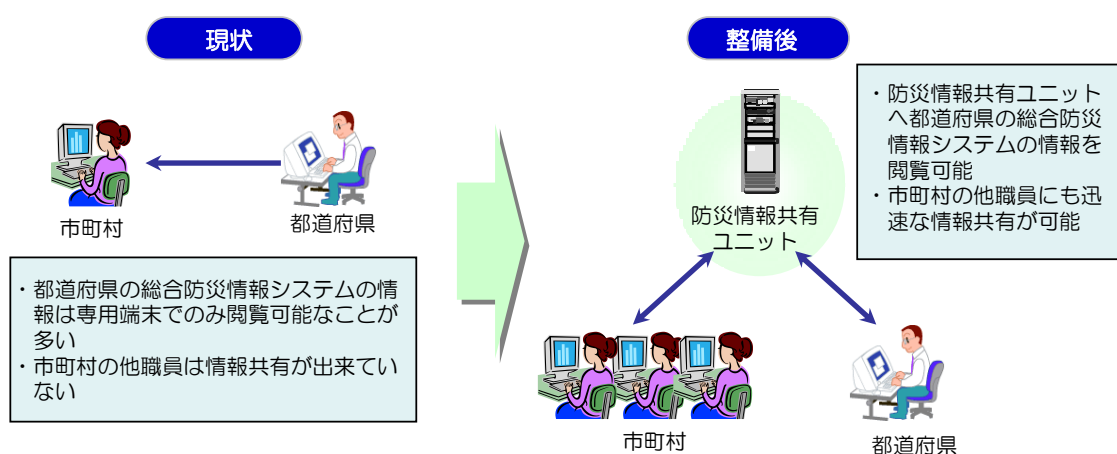 現状
市町村
都道府県
・都道府県の総合防災情報システムの情
報は専用端末でのみ閲覧可能なことが
多い
・市町村の他職員は情報共有が出来てい
ない
整備後
防災情報共有
ユニット
・防災情報共有ユニット
へ都道府県の総合防災
情報システムの情報を
閲覧可能
・市町村の他職員にも迅
速な情報共有が可能
市町村
都道府県